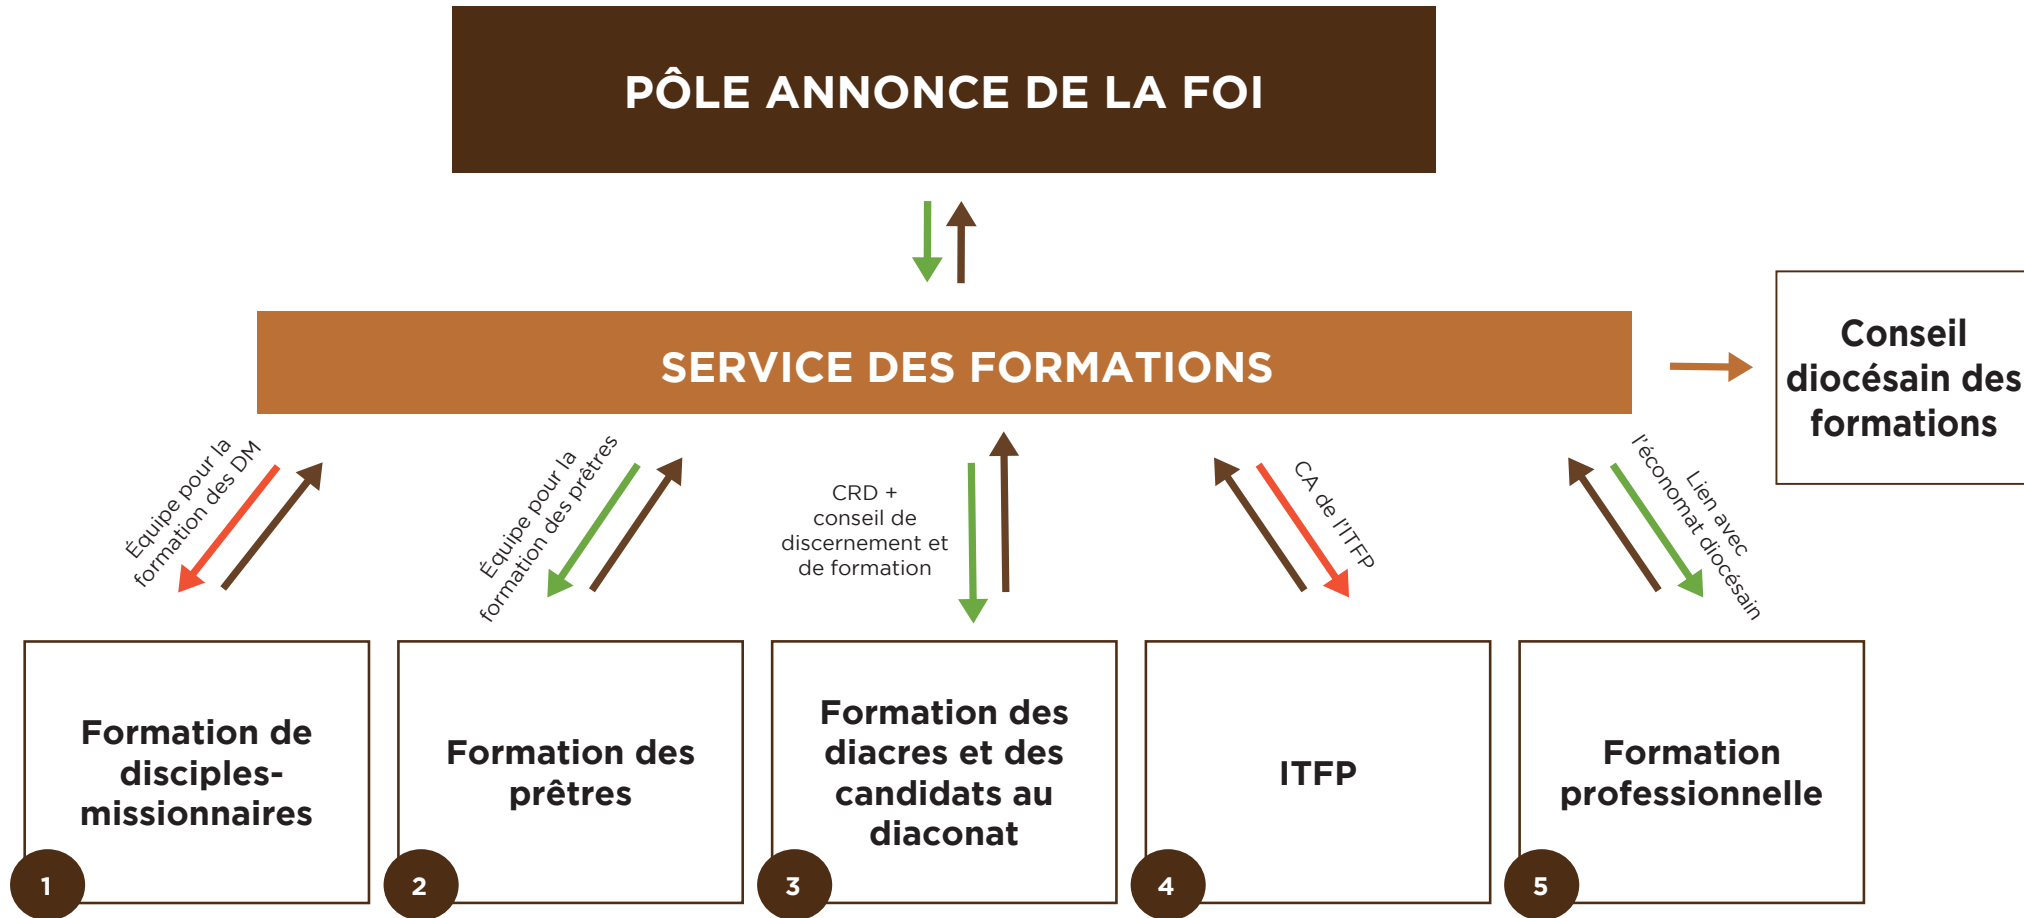 PÔLE ANNONCE DE LA FOI
SERVICE DES FORMATIONS
Conseil
diocésain des
formations
Équipe pour la
formation des DM
Équipe pour la
formation des prêtres
CRD +
conseil de
discernement et
de formation
CA de l'ITFP
Lien avec
l'économat diocésain
Formation de
disciples-
missionnaires
1
Formation des
prêtres
2
Formation des
diacres et des
candidats au
diaconat
3
ITFP
4
Formation
professionnelle
5